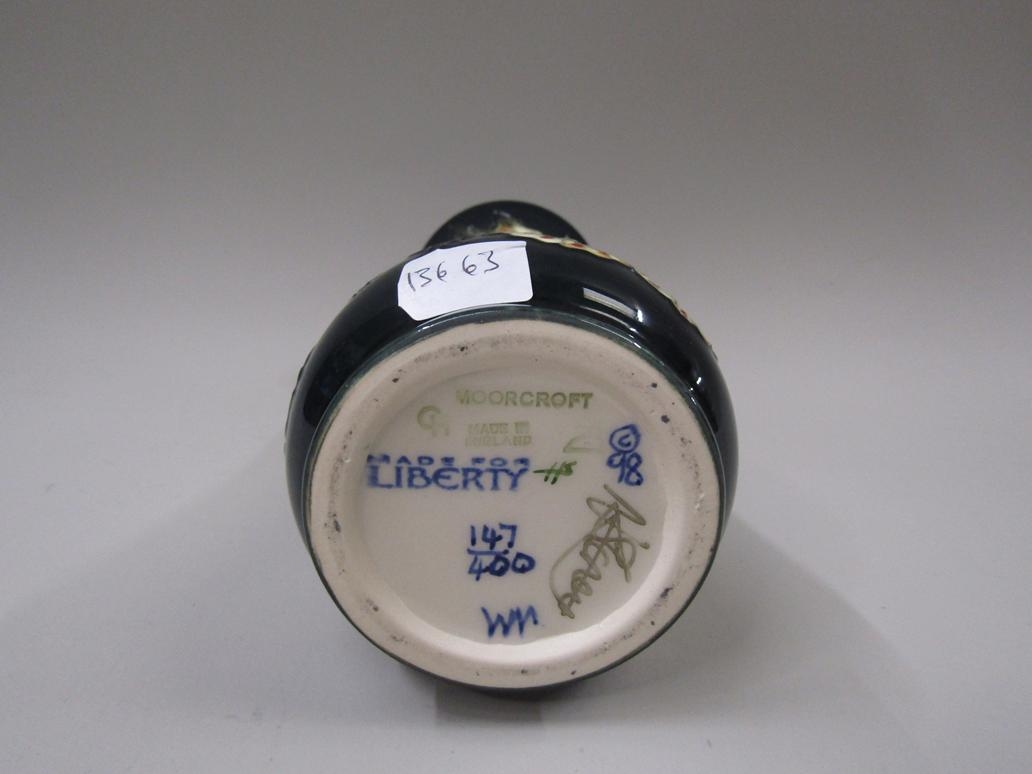 13663
MOORCROFT
MADE IN
ENGLAND
MADE FOR
LIBERTY
© 98
147
400
WM